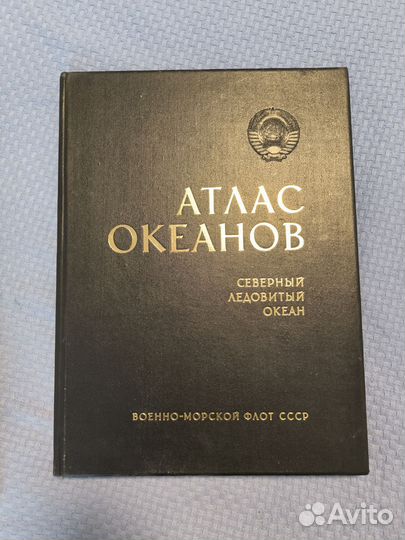 АТЛАС
ОКЕАНОВ
СЕВЕРНЫЙ
ЛЕДОВИТЫЙ
ОКЕАН
ВОЕННО-МОРСКОЙ ФЛОТ СССР
Avito